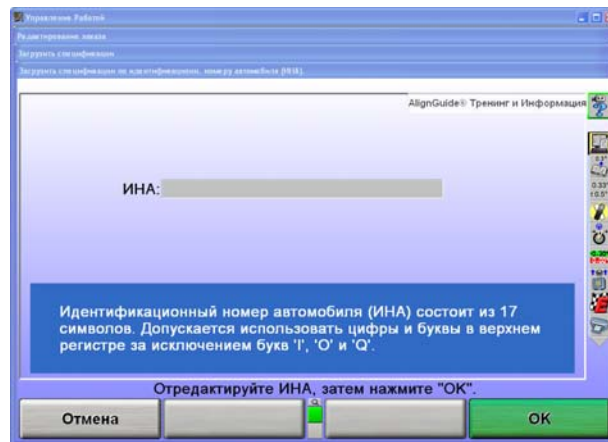 Управление Работой
Редактирование заказа
Загрузить спецификации
Загрузить спецификации по идентификационн. номеру автомобиля (ИНА)
AlignGuide® Тренинг и Информация
ИНА:
Идентификационный номер автомобиля (ИНА) состоит из 17
символов. Допускается использовать цифры и буквы в верхнем
регистре за исключением букв 'I', 'O' и 'Q'.
Отредактируйте ИНА, затем нажмите "OK".
Отмена
OK